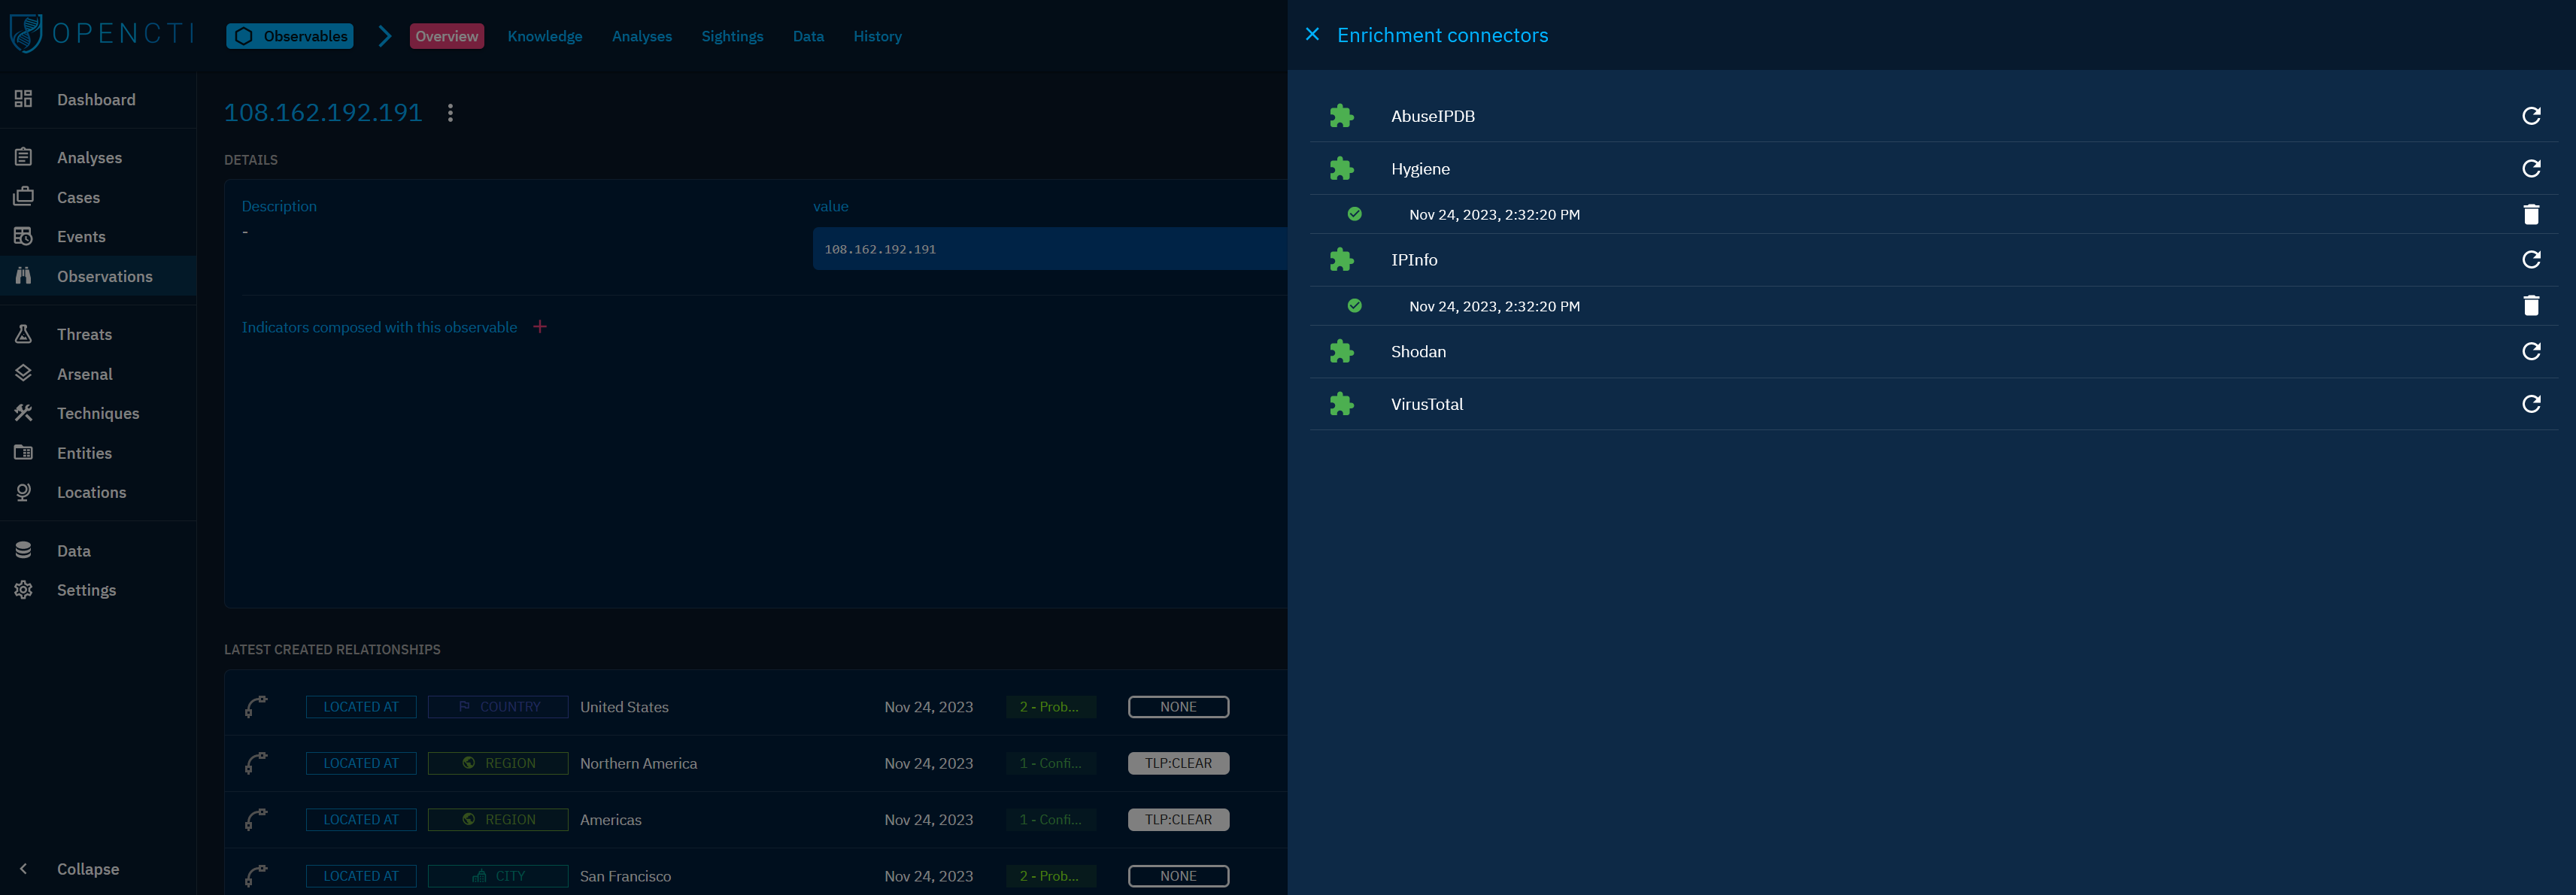 OPENCTI
Observables
Overview
Knowledge
Analyses
Sightings
Data
History
Dashboard
Analyses
Cases
Events
Observations
Threats
Arsenal
Techniques
Entities
Locations
Data
Settings
Collapse
108.162.192.191
DETAILS
Description
-
value
108.162.192.191
Indicators composed with this observable
LATEST CREATED RELATIONSHIPS
LOCATED AT COUNTRY United States Nov 24, 2023 2 - Prob... NONE
LOCATED AT REGION Northern America Nov 24, 2023 1 - Confi... TLP:CLEAR
LOCATED AT REGION Americas Nov 24, 2023 1 - Confi... TLP:CLEAR
LOCATED AT CITY San Francisco Nov 24, 2023 2 - Prob... NONE
Enrichment connectors
AbuseIPDB
Hygiene
Nov 24, 2023, 2:32:20 PM
IPInfo
Nov 24, 2023, 2:32:20 PM
Shodan
VirusTotal